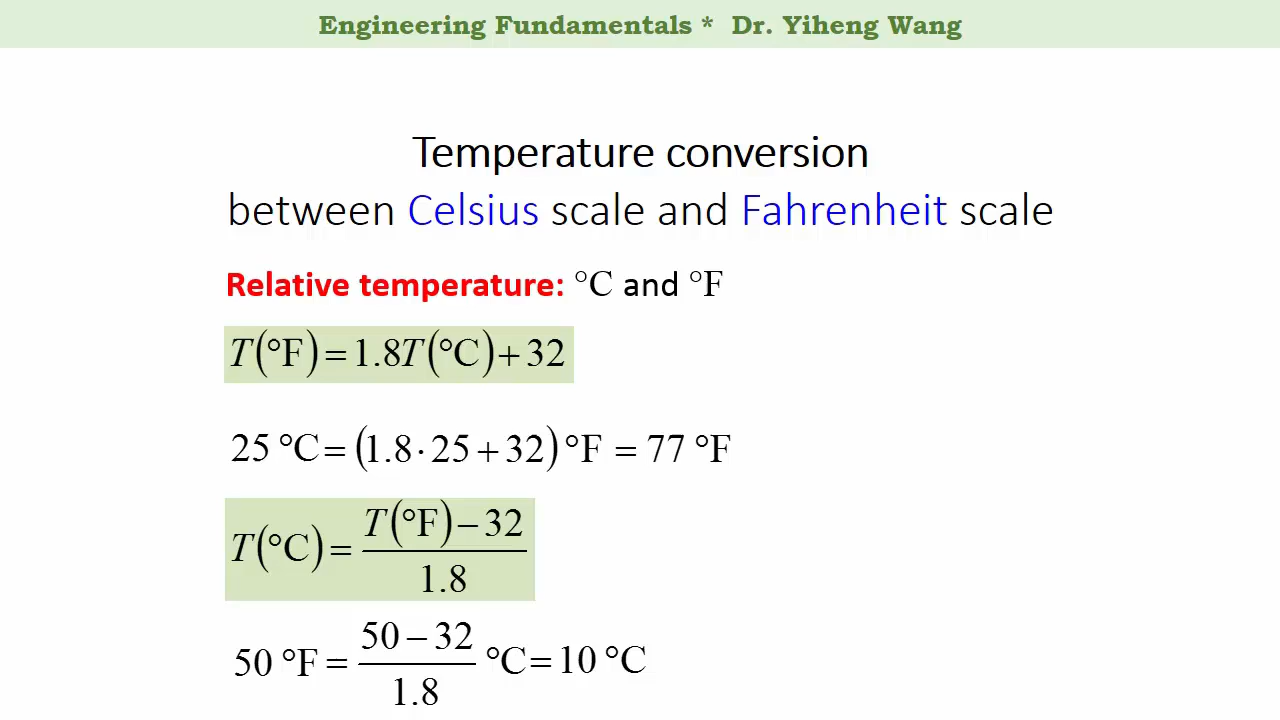 Engineering Fundamentals * Dr. Yiheng Wang
Temperature conversion
between Celsius scale and Fahrenheit scale
Relative temperature: °C and °F
T(°F) = 1.8T(°C) + 32
25 °C = (1.8 · 25 + 32) °F = 77 °F
T(°C) = (T(°F) − 32) / 1.8
50 °F = (50 − 32) / 1.8 °C = 10 °C